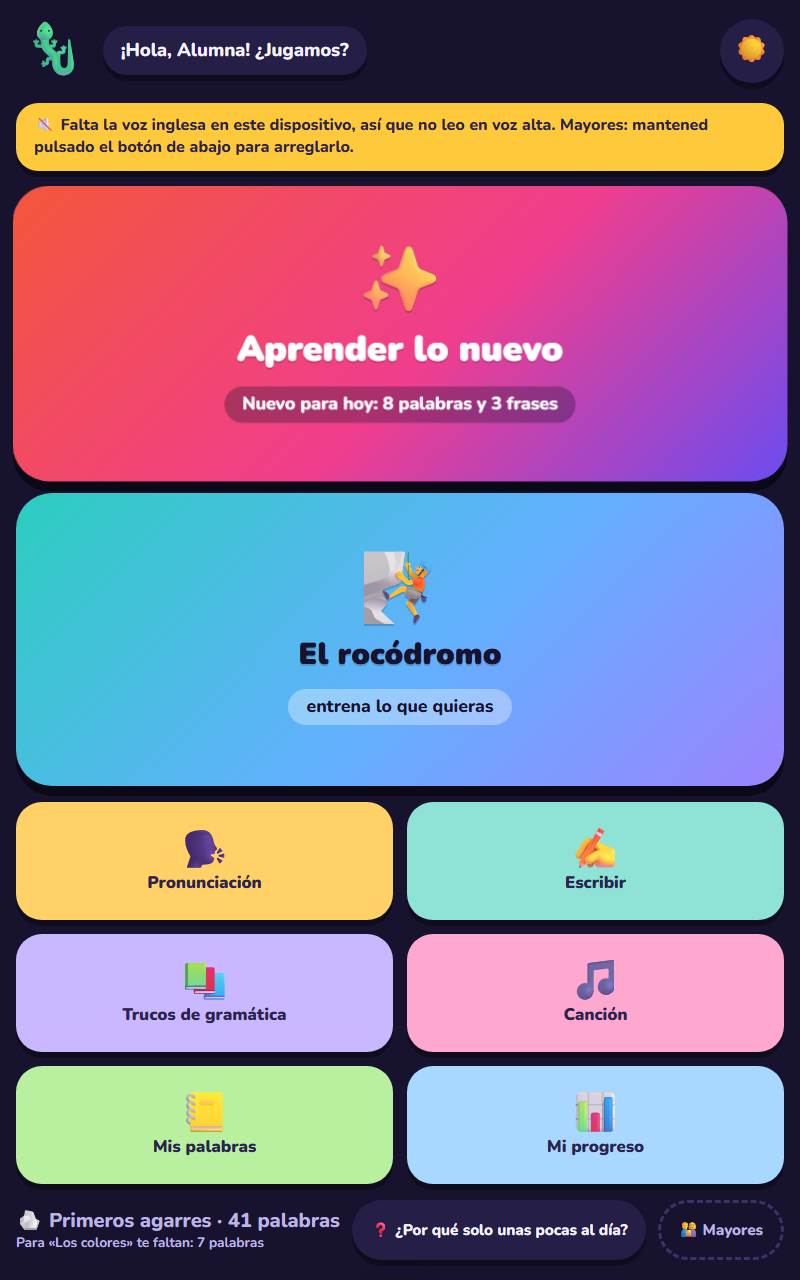 ¡Hola, Alumna! ¿Jugamos?
Falta la voz inglesa en este dispositivo, así que no leo en voz alta. Mayores: mantened
pulsado el botón de abajo para arreglarlo.
Aprender lo nuevo
Nuevo para hoy: 8 palabras y 3 frases
El rocódromo
entrena lo que quieras
Pronunciación
Escribir
Trucos de gramática
Canción
Mis palabras
Mi progreso
Primeros agarres · 41 palabras
Para «Los colores» te faltan: 7 palabras
¿Por qué solo unas pocas al día?
Mayores